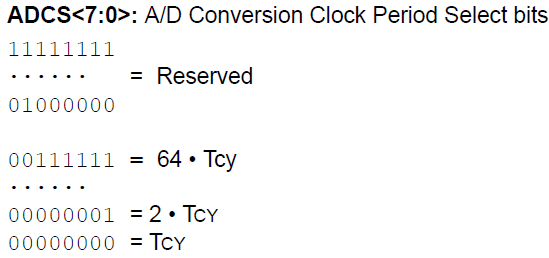 ADCS<7:0>: A/D Conversion Clock Period Select bits
11111111
•••••• = Reserved
01000000
00111111 = 64 • Tcy
••••••
00000001 = 2 • TCY
00000000 = TCY